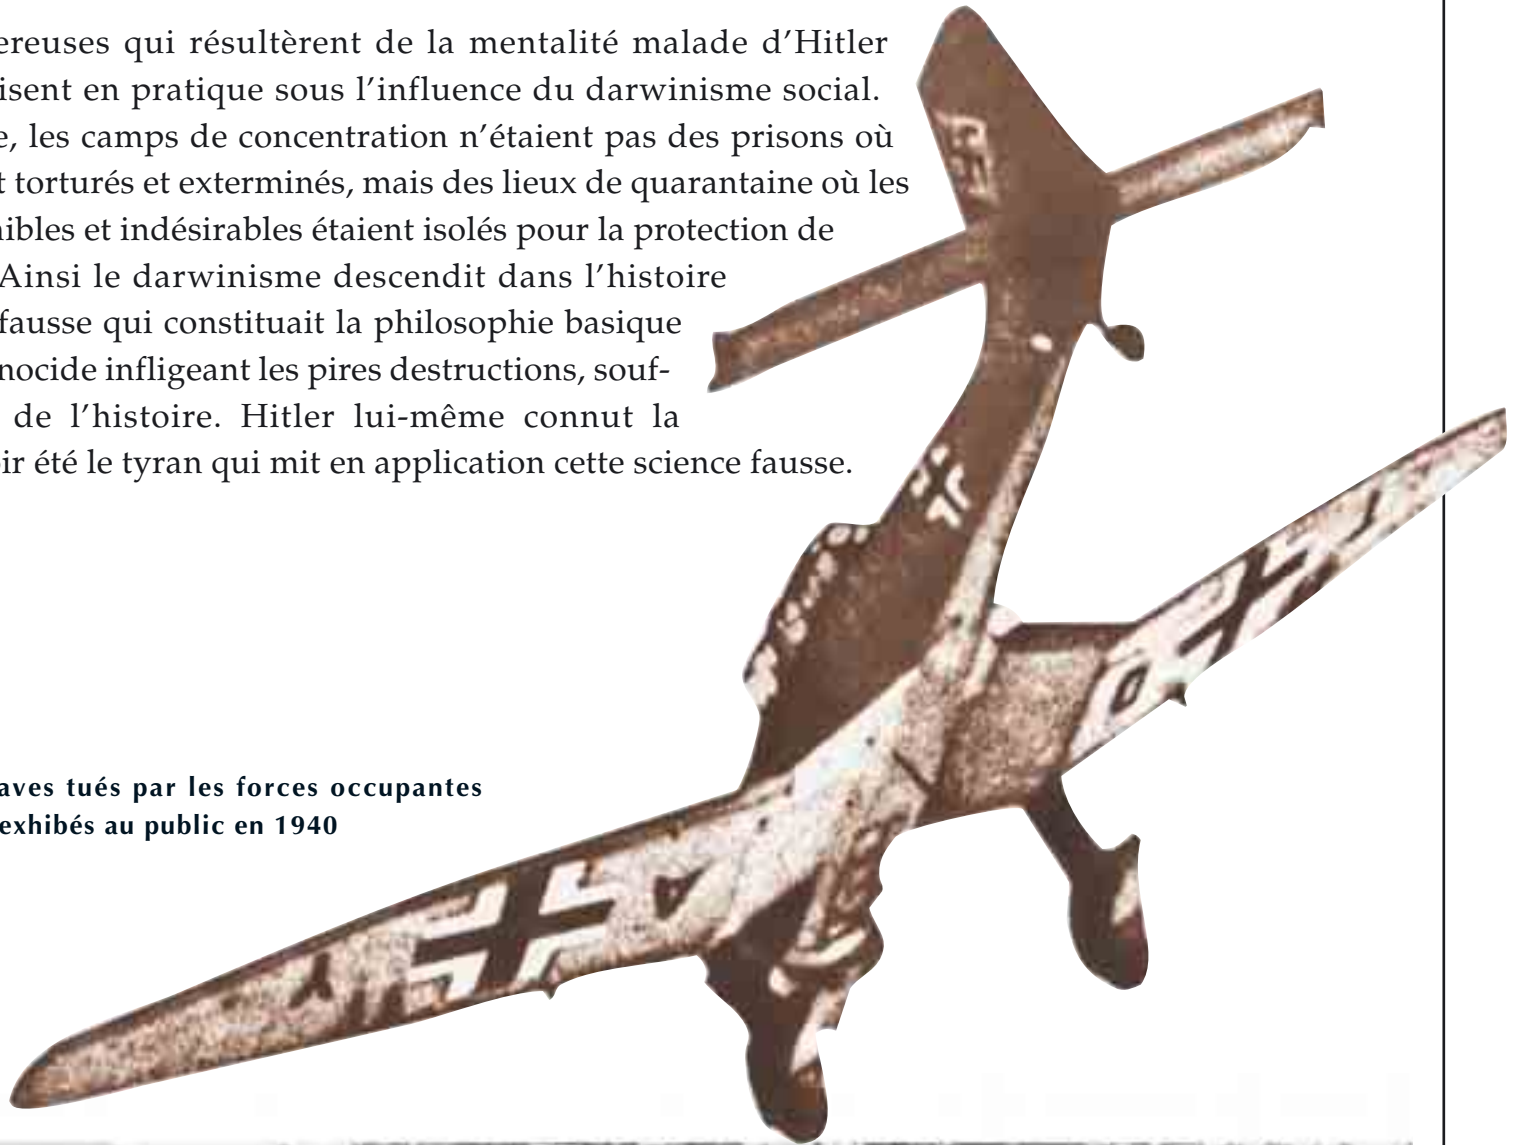 ereuses qui résultèrent de la mentalité malade d’Hitler
isent en pratique sous l’influence du darwinisme social.
e, les camps de concentration n’étaient pas des prisons où
t torturés et exterminés, mais des lieux de quarantaine où les
nibles et indésirables étaient isolés pour la protection de
Ainsi le darwinisme descendit dans l’histoire
fausse qui constituait la philosophie basique
nocide infligeant les pires destructions, souf-
de l’histoire. Hitler lui-même connut la
ir été le tyran qui mit en application cette science fausse.
aves tués par les forces occupantes
exhibés au public en 1940